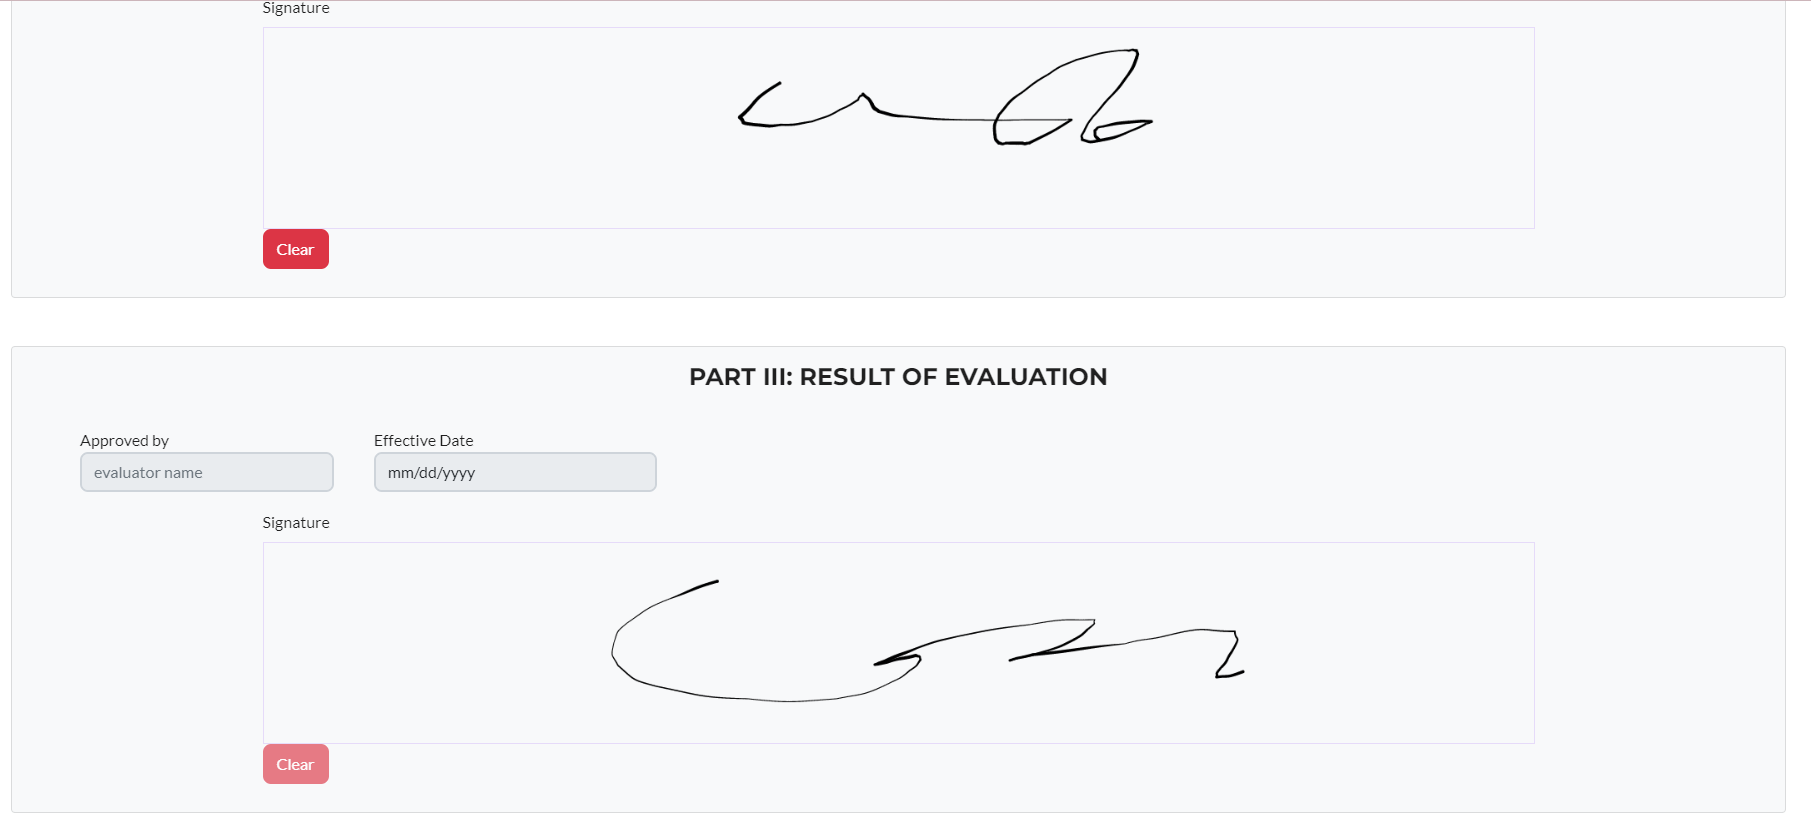 Signature
Clear
PART III: RESULT OF EVALUATION
Approved by Effective Date
evaluator name mm/dd/yyyy
Signature
Clear